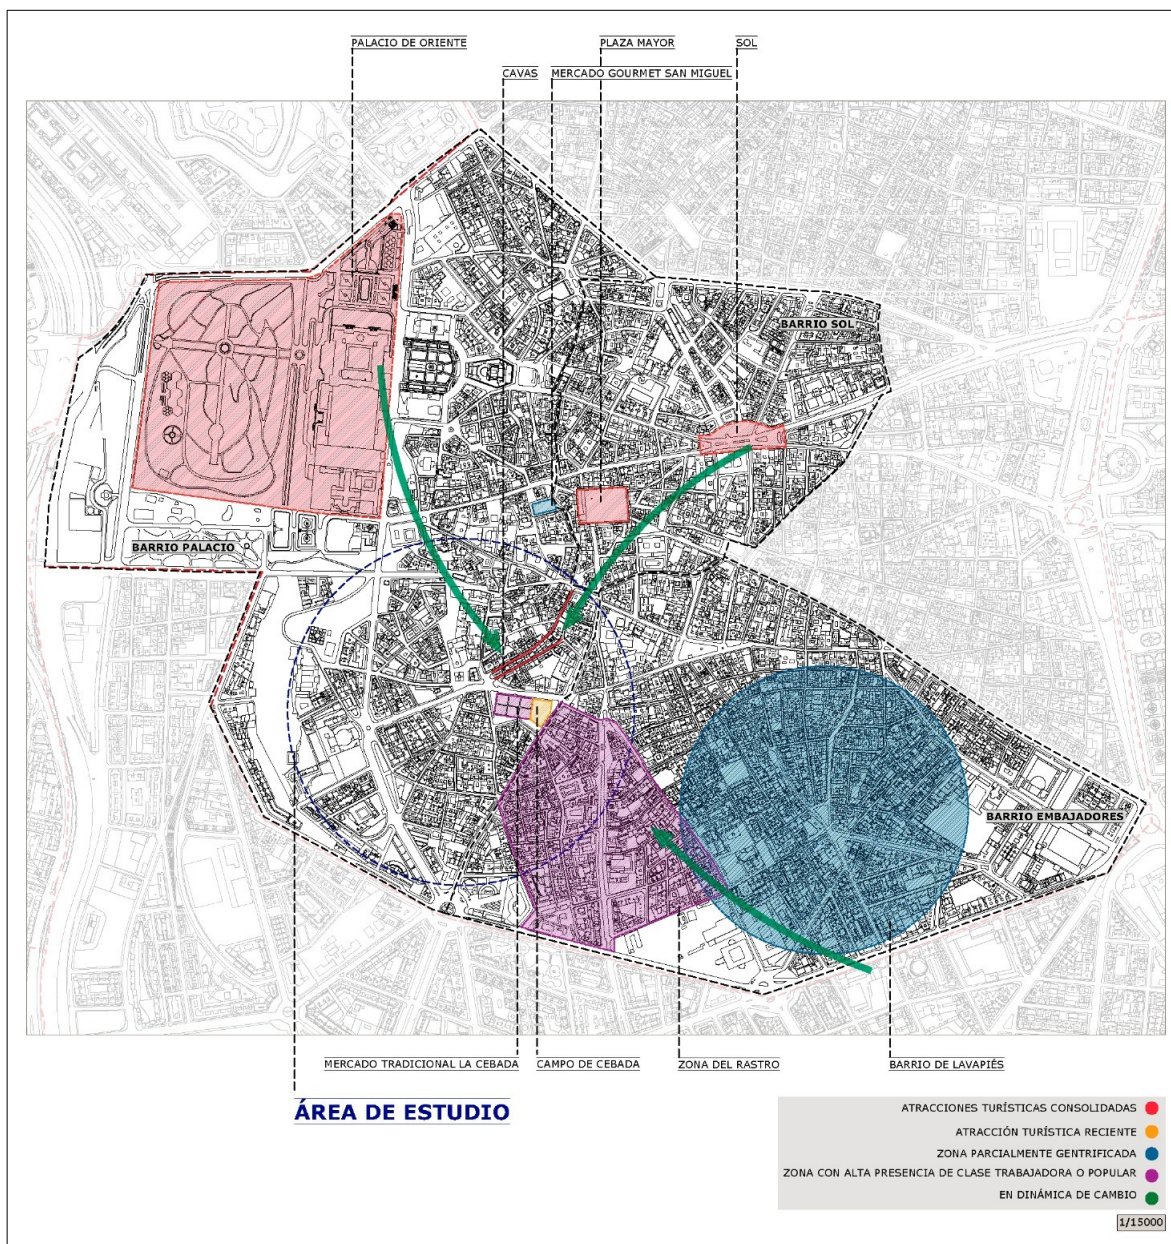 PALACIO DE ORIENTE
PLAZA MAYOR
SOL
CAVAS
MERCADO GOURMET SAN MIGUEL
BARRIO SOL
BARRIO PALACIO
BARRIO EMBAJADORES
MERCADO TRADICIONAL LA CEBADA
CAMPO DE CEBADA
ZONA DEL RASTRO
BARRIO DE LAVAPIÉS
ÁREA DE ESTUDIO
ATRACCIONES TURÍSTICAS CONSOLIDADAS
ATRACCIÓN TURÍSTICA RECIENTE
ZONA PARCIALMENTE GENTRIFICADA
ZONA CON ALTA PRESENCIA DE CLASE TRABAJADORA O POPULAR
EN DINÁMICA DE CAMBIO
1/15000